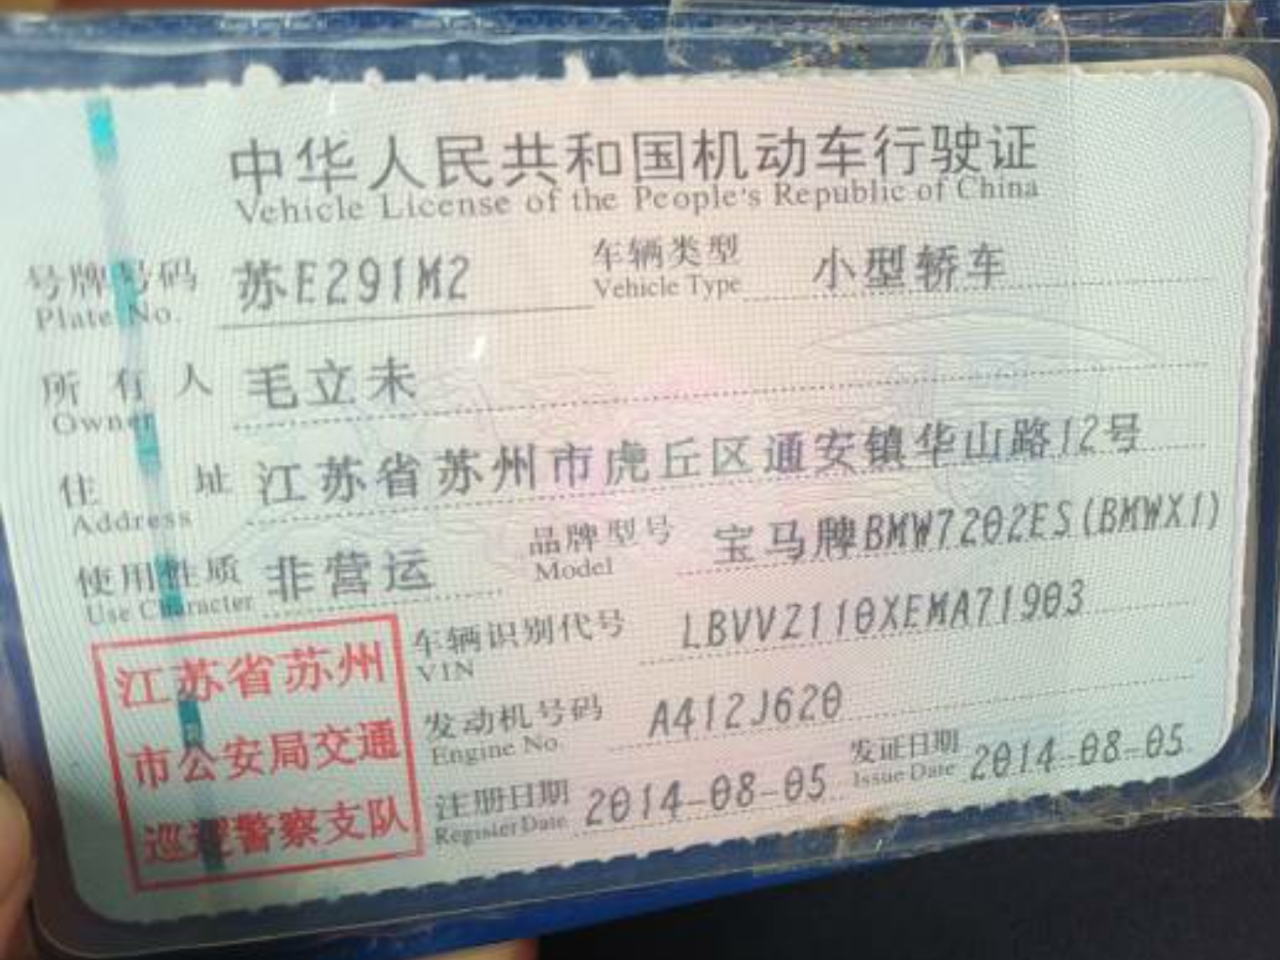 中华人民共和国机动车行驶证
Vehicle License of the People's Republic of China
号牌号码 苏E291M2 车辆类型 小型轿车
Plate No. Vehicle Type
所有人 毛立未
Owner
住址 江苏省苏州市虎丘区通安镇华山路12号
Address
使用性质 非营运 品牌型号 宝马牌BMW7202ES(BMWX1)
Use Character Model
车辆识别代号 LBVVZ110XEMA71903
VIN
发动机号码 A412J620
Engine No.
注册日期 2014-08-05 发证日期 2014-08-05
Register Date Issue Date
江苏省苏州
市公安局交通
巡逻警察支队